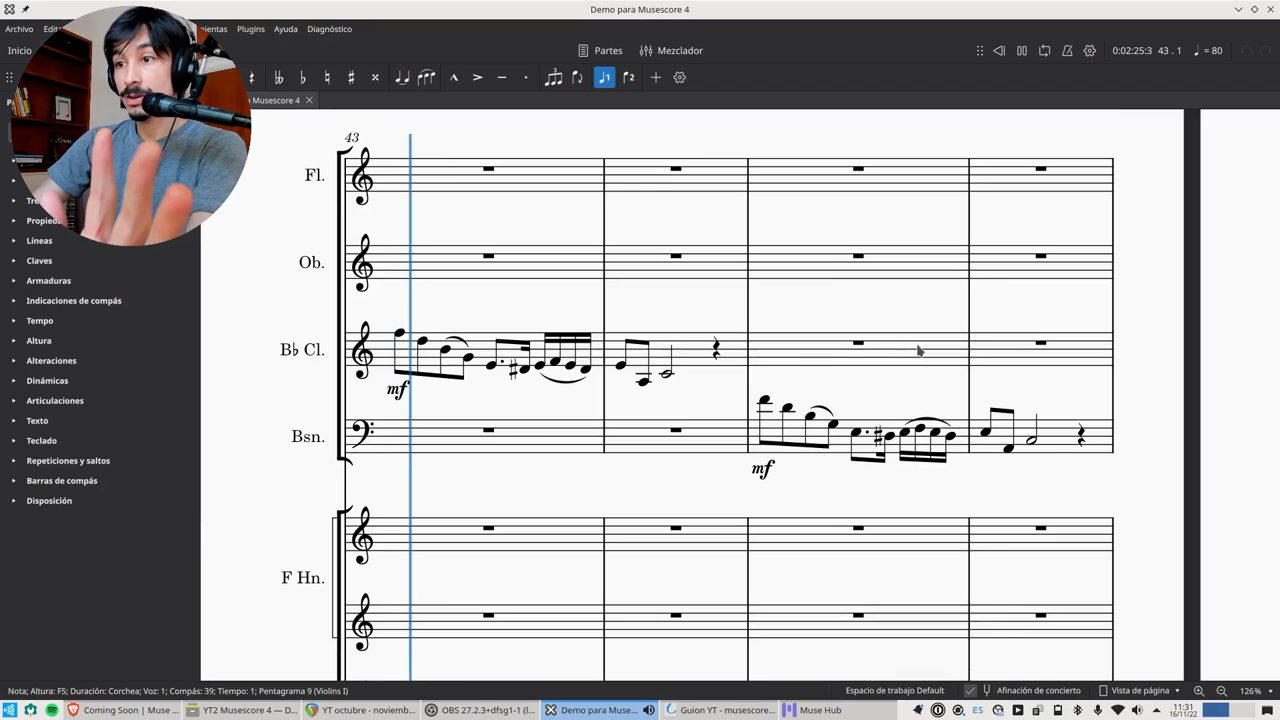 Demo para Musescore 4
Archivo
Plugins Ayuda Diagnóstico
Inicio Partes Mezclador 0:02:25:3 43 . 1 = 80
Musescore 4
Líneas
Claves
Armaduras
Indicaciones de compás
Tempo
Altura
Alteraciones
Dinámicas
Articulaciones
Texto
Teclado
Repeticiones y saltos
Barras de compás
Disposición
43
Fl.
Ob.
B♭ Cl.
mf
Bsn.
mf
F Hn.
Nota; Altura: F5; Duración: Corchea; Voz: 1; Compás: 39; Tiempo: 1; Pentagrama 9 (Violins I) Espacio de trabajo Default Afinación de concierto Vista de página 126%
Coming Soon | Muse ... YT2 Musescore 4 — D... YT octubre - noviemb... OBS 27.2.3+dfsg1-1 (l... Demo para Muse... Guion YT - musescor... Muse Hub ES 11:31
16/11/22